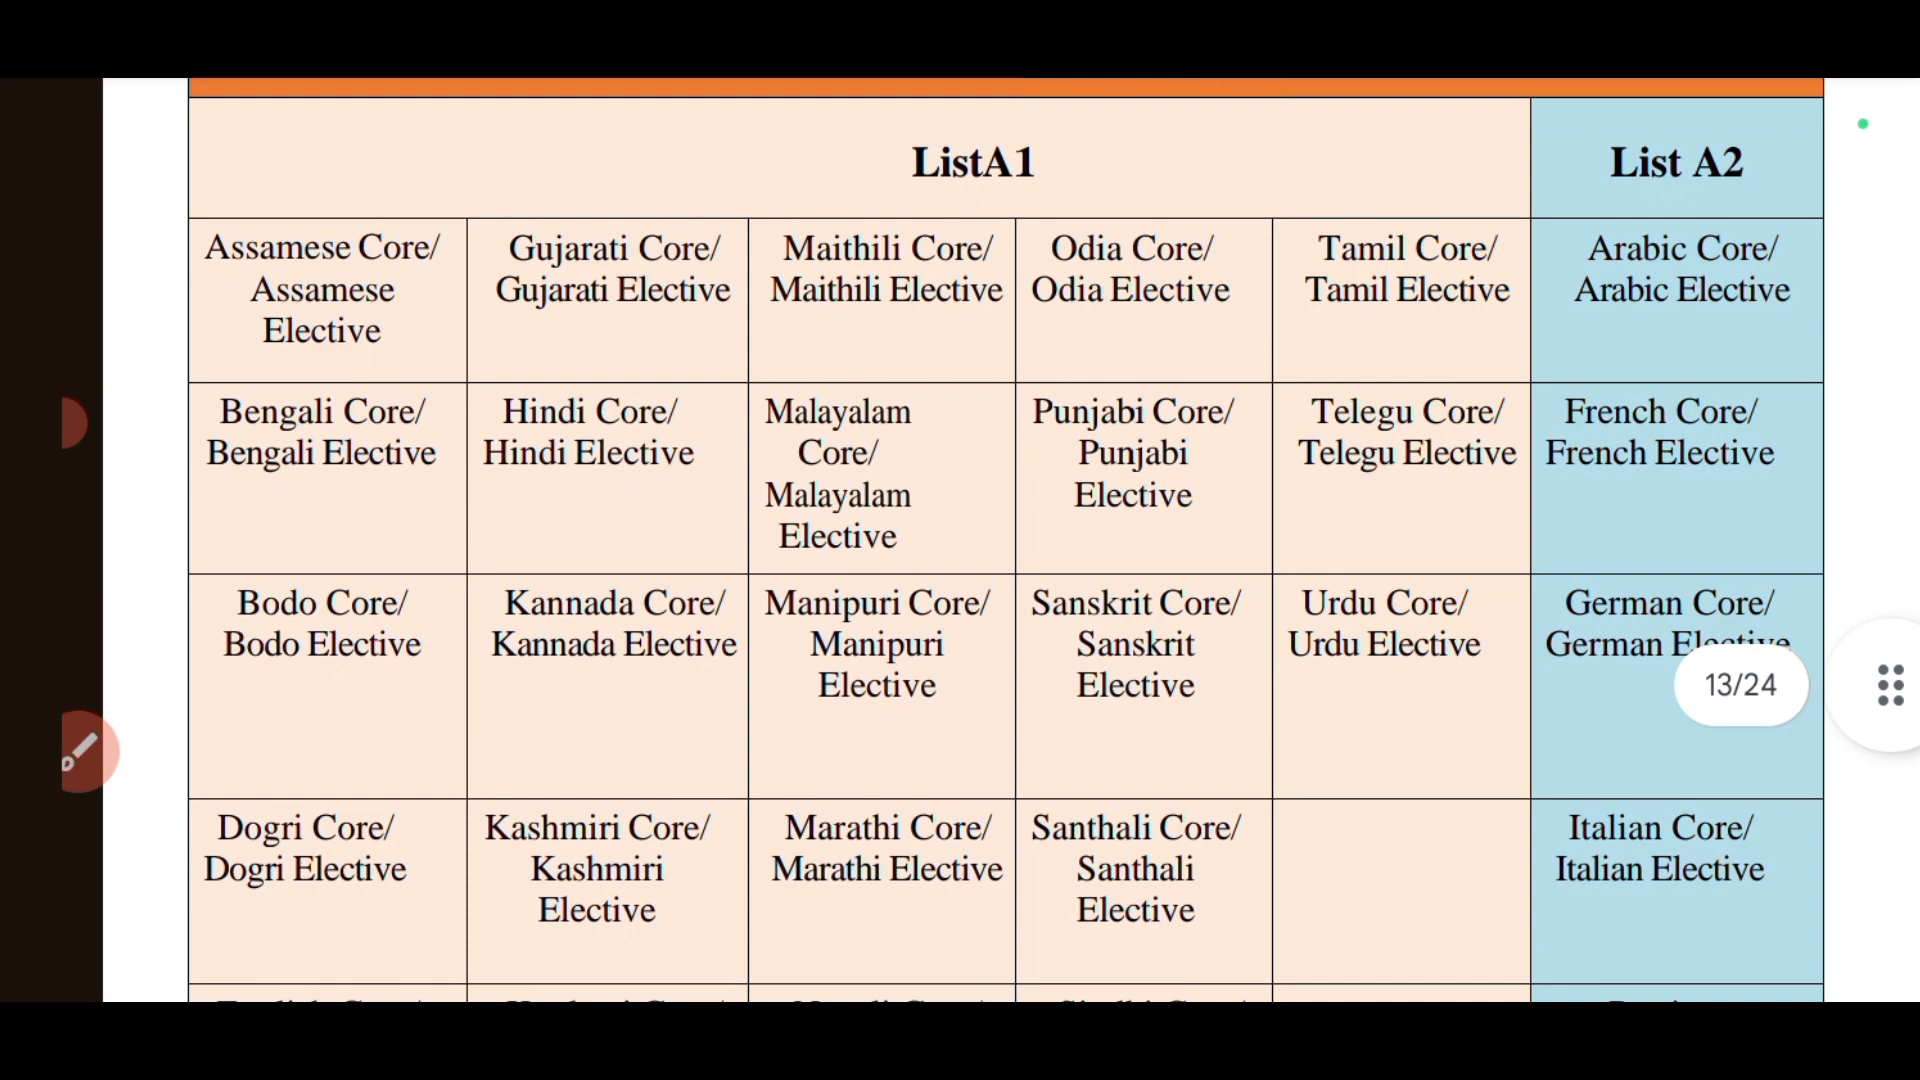 ListA1
List A2
Assamese Core/
Assamese
Elective
Gujarati Core/
Gujarati Elective
Maithili Core/
Maithili Elective
Odia Core/
Odia Elective
Tamil Core/
Tamil Elective
Arabic Core/
Arabic Elective
Bengali Core/
Bengali Elective
Hindi Core/
Hindi Elective
Malayalam
Core/
Malayalam
Elective
Punjabi Core/
Punjabi
Elective
Telegu Core/
Telegu Elective
French Core/
French Elective
Bodo Core/
Bodo Elective
Kannada Core/
Kannada Elective
Manipuri Core/
Manipuri
Elective
Sanskrit Core/
Sanskrit
Elective
Urdu Core/
Urdu Elective
German Core/
German Elective
13/24
Dogri Core/
Dogri Elective
Kashmiri Core/
Kashmiri
Elective
Marathi Core/
Marathi Elective
Santhali Core/
Santhali
Elective
Italian Core/
Italian Elective